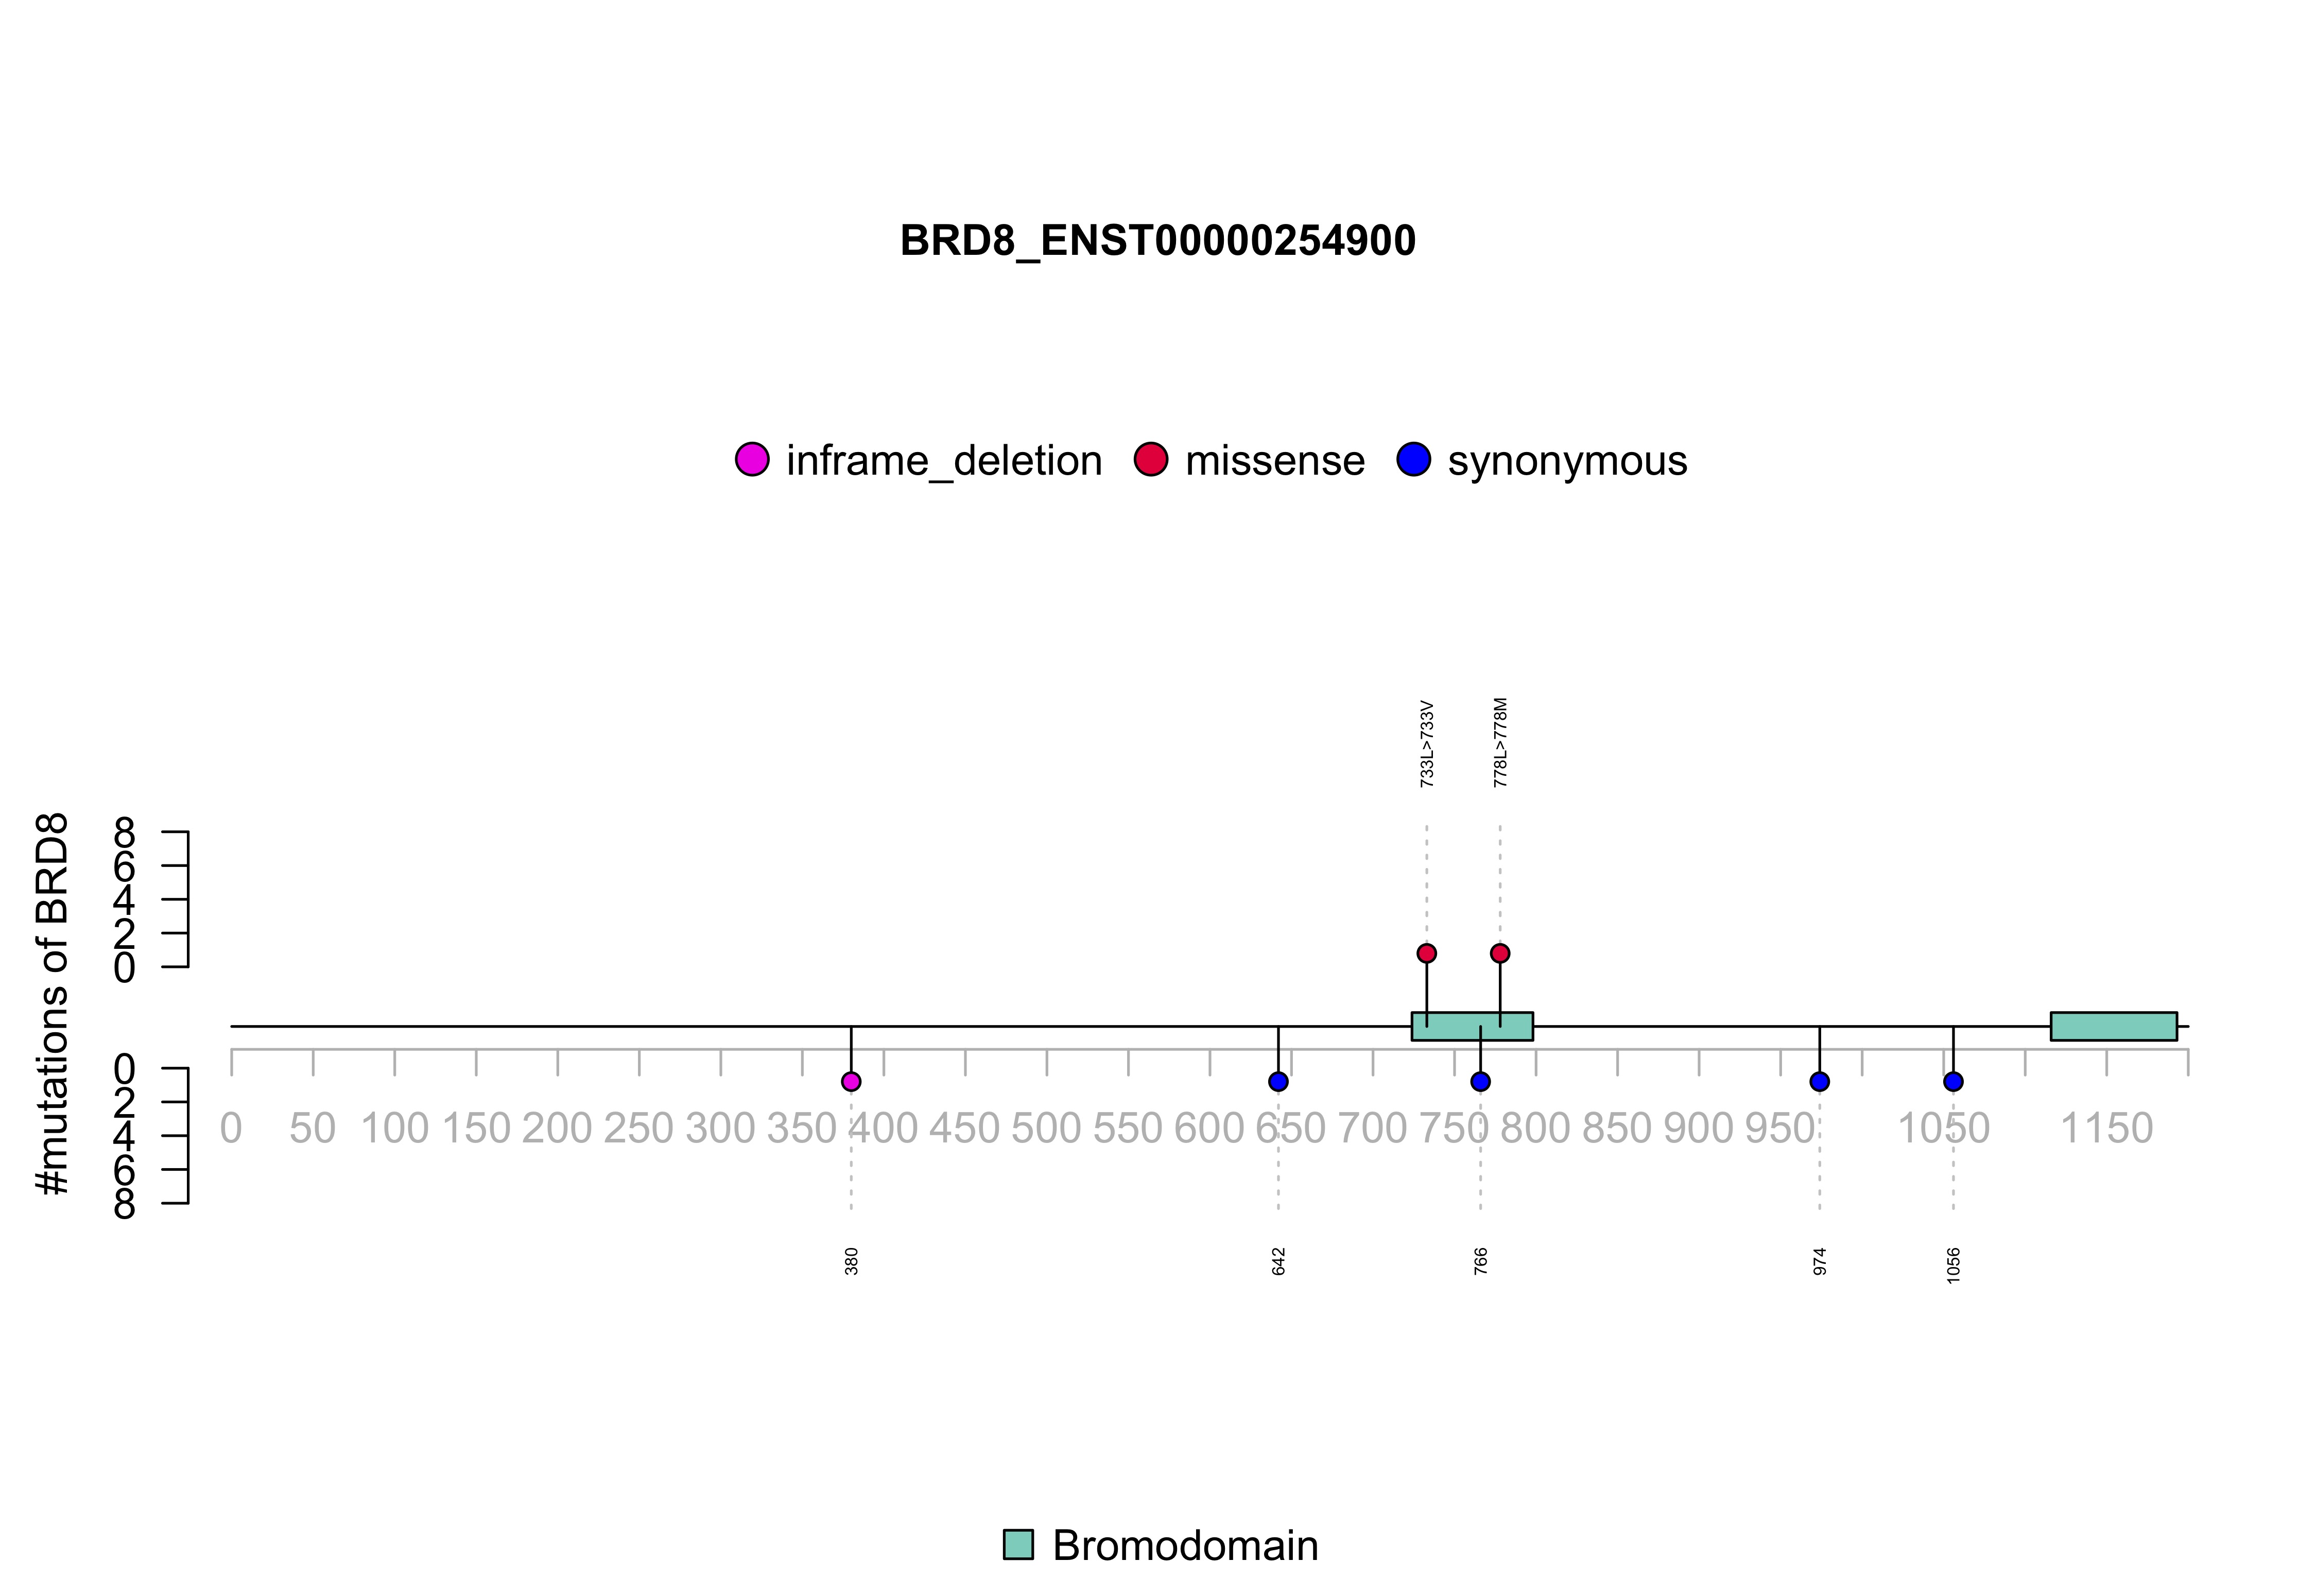 BRD8_ENST00000254900
inframe_deletion missense synonymous
733L>733V
778L>778M
#mutations of BRD8
8
6
4
2
0
0
2
4
6
8
0 50 100 150 200 250 300 350 400 450 500 550 600 650 700 750 800 850 900 950 1050 1150
380 642 766 974 1056
Bromodomain